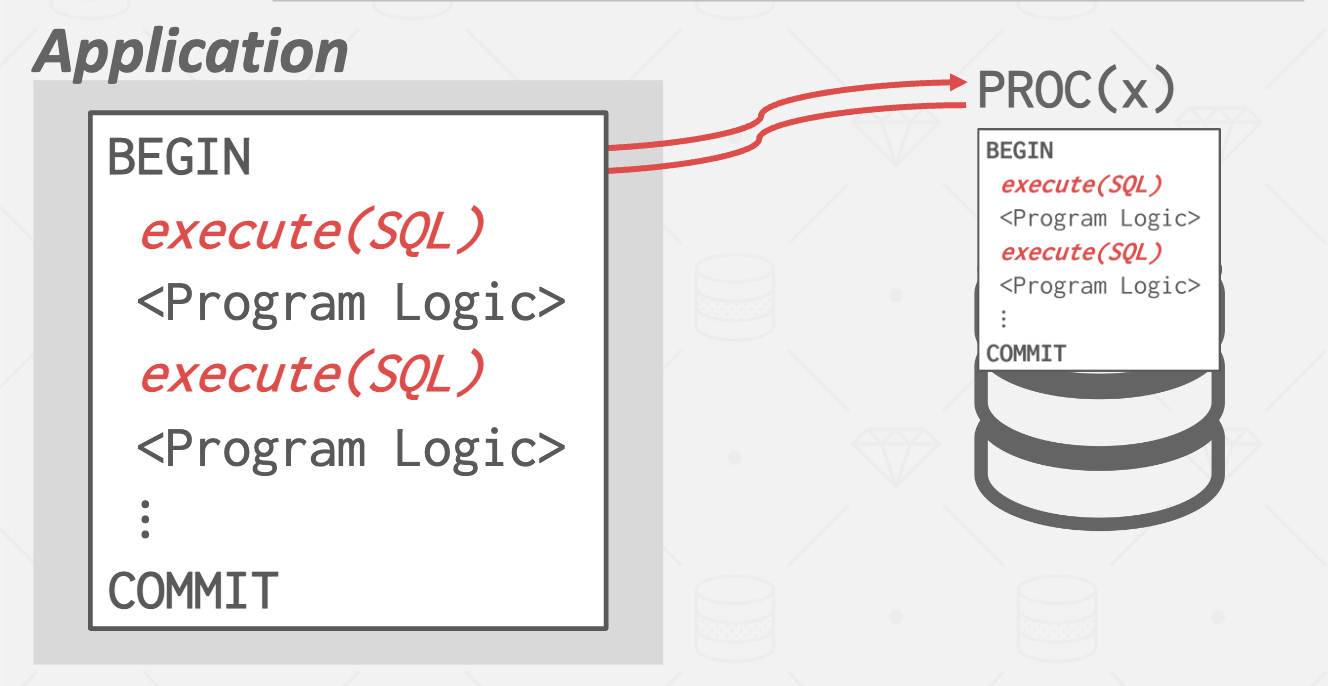 Application
BEGIN
execute(SQL)
<Program Logic>
execute(SQL)
<Program Logic>
⋮
COMMIT
PROC(x)
BEGIN
execute(SQL)
<Program Logic>
execute(SQL)
<Program Logic>
⋮
COMMIT